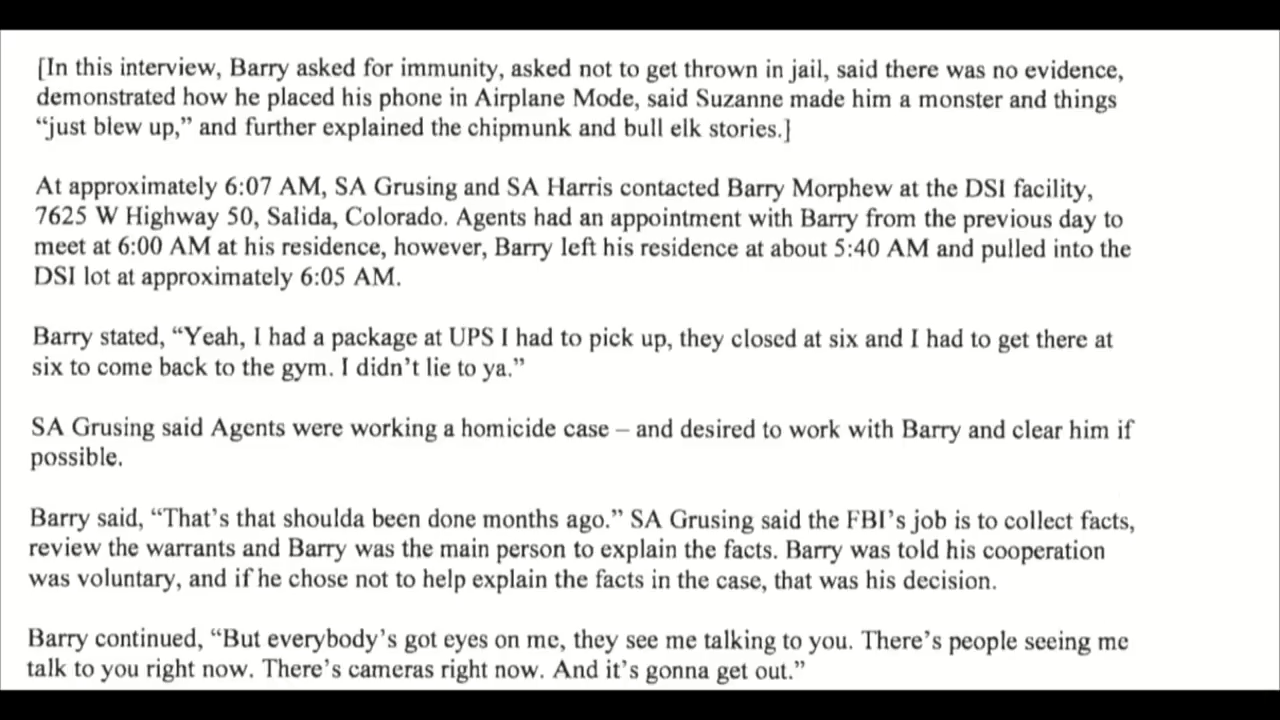 [In this interview, Barry asked for immunity, asked not to get thrown in jail, said there was no evidence,
demonstrated how he placed his phone in Airplane Mode, said Suzanne made him a monster and things
“just blew up,” and further explained the chipmunk and bull elk stories.]
At approximately 6:07 AM, SA Grusing and SA Harris contacted Barry Morphew at the DSI facility,
7625 W Highway 50, Salida, Colorado. Agents had an appointment with Barry from the previous day to
meet at 6:00 AM at his residence, however, Barry left his residence at about 5:40 AM and pulled into the
DSI lot at approximately 6:05 AM.
Barry stated, “Yeah, I had a package at UPS I had to pick up, they closed at six and I had to get there at
six to come back to the gym. I didn’t lie to ya.”
SA Grusing said Agents were working a homicide case – and desired to work with Barry and clear him if
possible.
Barry said, “That’s that shoulda been done months ago.” SA Grusing said the FBI’s job is to collect facts,
review the warrants and Barry was the main person to explain the facts. Barry was told his cooperation
was voluntary, and if he chose not to help explain the facts in the case, that was his decision.
Barry continued, “But everybody’s got eyes on me, they see me talking to you. There’s people seeing me
talk to you right now. There’s cameras right now. And it’s gonna get out.”